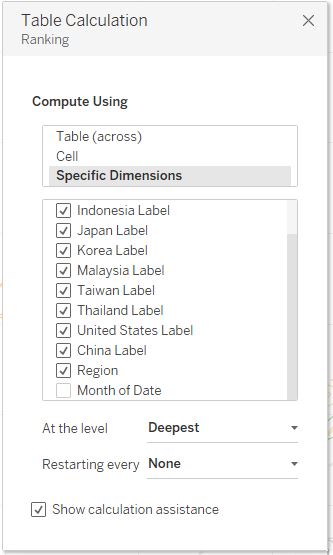 Table Calculation
Ranking
Compute Using
Table (across)
Cell
Specific Dimensions
Indonesia Label
Japan Label
Korea Label
Malaysia Label
Taiwan Label
Thailand Label
United States Label
China Label
Region
Month of Date
At the level Deepest
Restarting every None
Show calculation assistance